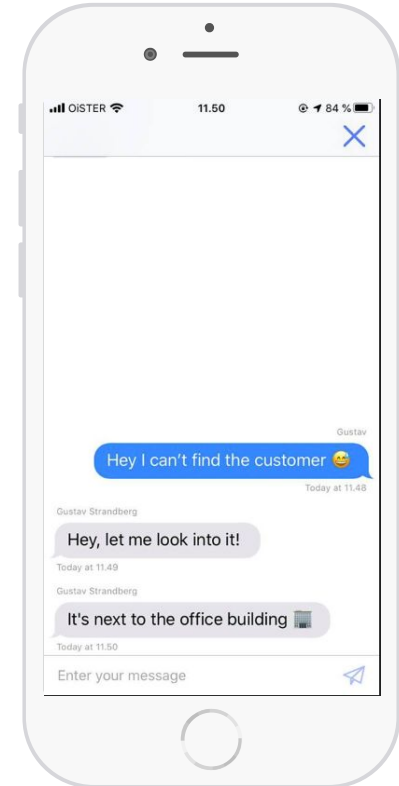 OiSTER 11.50 84 %
Gustav
Hey I can't find the customer 😅
Today at 11.48
Gustav Strandberg
Hey, let me look into it!
Today at 11.49
Gustav Strandberg
It's next to the office building 🏢
Today at 11.50
Enter your message